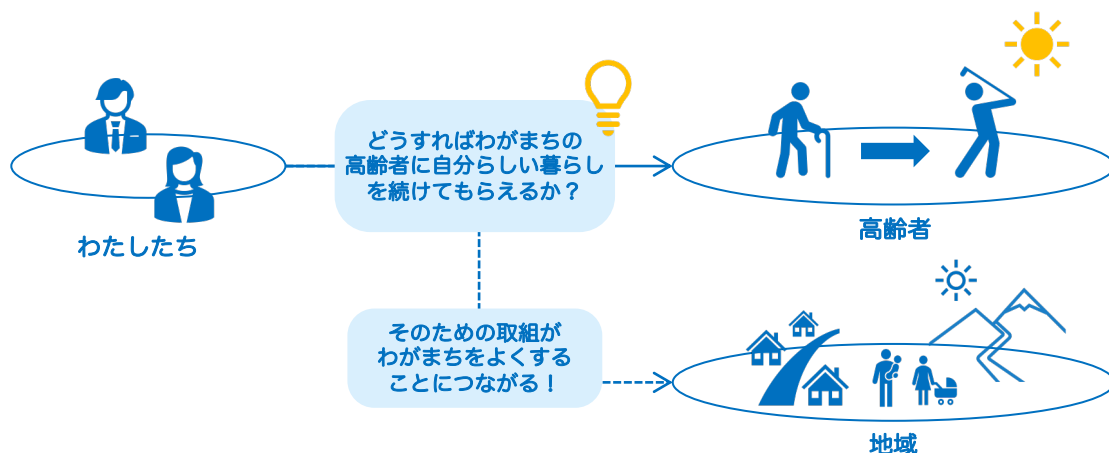 どうすればわがまちの
高齢者に自分らしい暮らし
を続けてもらえるか？
わたしたち
高齢者
そのための取組が
わがまちをよくする
ことにつながる！
地域